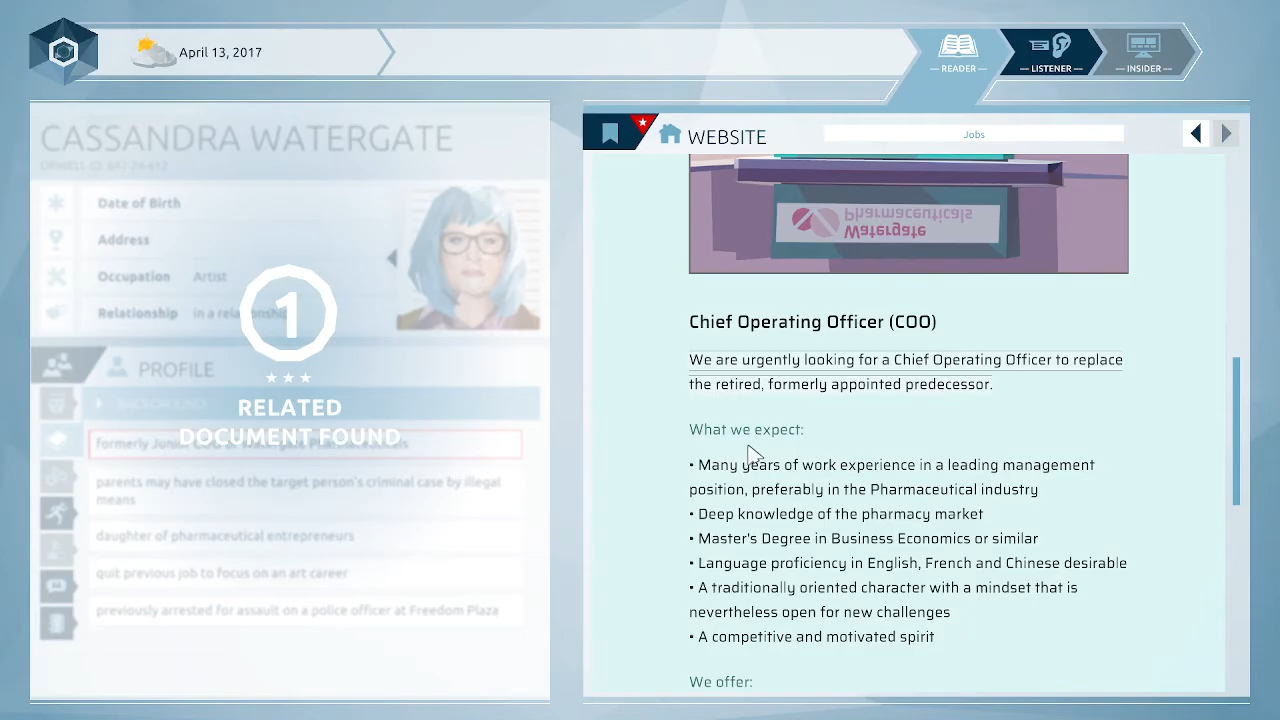 April 13, 2017
READER
LISTENER
INSIDER
CASSANDRA WATERGATE
Date of Birth
Address
Occupation Artist
Relationship in a relationship
1
RELATED
DOCUMENT FOUND
PROFILE
formerly Junior COO of Watergate Pharmaceuticals
parents may have closed the target person's criminal case by illegal
means
daughter of pharmaceutical entrepreneurs
quit previous job to focus on an art career
previously arrested for assault on a police officer at Freedom Plaza
WEBSITE
Jobs
Pharmaceuticals
Watergate
Chief Operating Officer (COO)
We are urgently looking for a Chief Operating Officer to replace
the retired, formerly appointed predecessor.
What we expect:
• Many years of work experience in a leading management
position, preferably in the Pharmaceutical industry
• Deep knowledge of the pharmacy market
• Master's Degree in Business Economics or similar
• Language proficiency in English, French and Chinese desirable
• A traditionally oriented character with a mindset that is
nevertheless open for new challenges
• A competitive and motivated spirit
We offer: